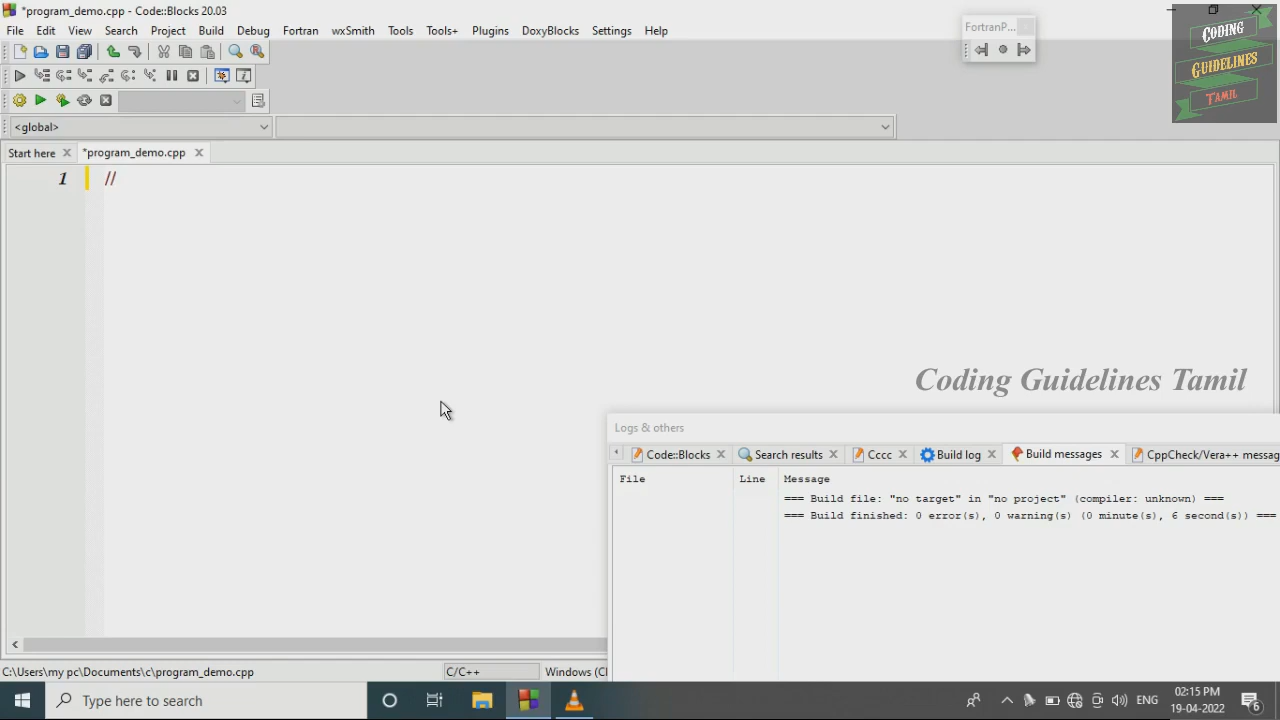 *program_demo.cpp - Code::Blocks 20.03
File Edit View Search Project Build Debug Fortran wxSmith Tools Tools+ Plugins DoxyBlocks Settings Help
FortranP...
CODING
GUIDELINES
TAMIL
<global>
Start here *program_demo.cpp
1 //
Coding Guidelines Tamil
Logs & others
Code::Blocks Search results Cccc Build log Build messages CppCheck/Vera++ messag
File Line Message
=== Build file: "no target" in "no project" (compiler: unknown) ===
=== Build finished: 0 error(s), 0 warning(s) (0 minute(s), 6 second(s)) ===
C:\Users\my pc\Documents\c\program_demo.cpp C/C++ Windows (CI
Type here to search ENG 02:15 PM
19-04-2022 6